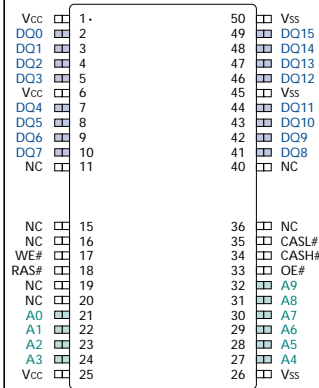 Vcc 1 50 Vss
DQ0 2 49 DQ15
DQ1 3 48 DQ14
DQ2 4 47 DQ13
DQ3 5 46 DQ12
Vcc 6 45 Vss
DQ4 7 44 DQ11
DQ5 8 43 DQ10
DQ6 9 42 DQ9
DQ7 10 41 DQ8
NC 11 40 NC
NC 15 36 NC
NC 16 35 CASL#
WE# 17 34 CASH#
RAS# 18 33 OE#
NC 19 32 A9
NC 20 31 A8
A0 21 30 A7
A1 22 29 A6
A2 23 28 A5
A3 24 27 A4
Vcc 25 26 Vss